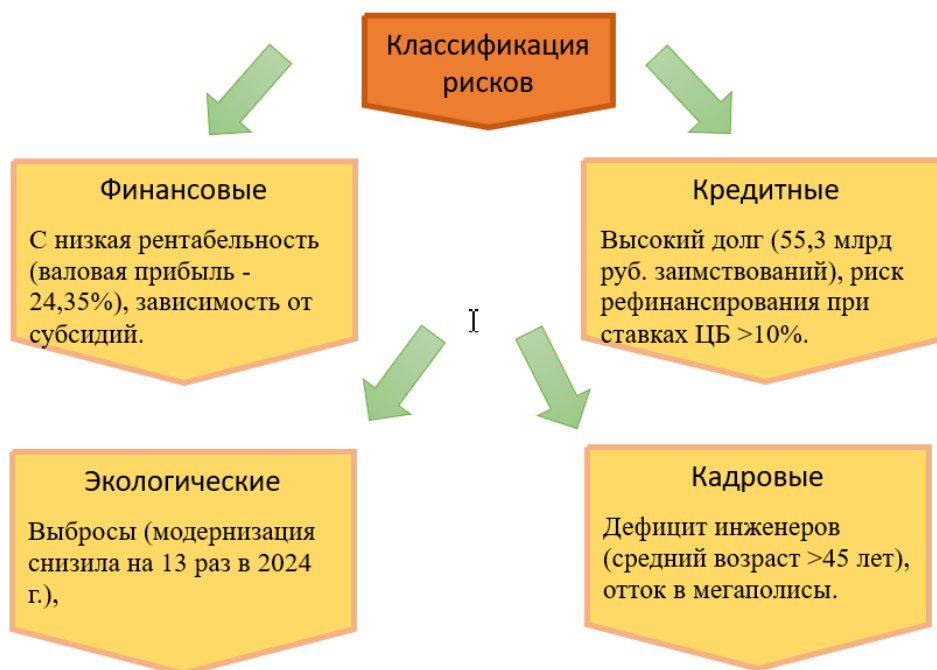 Классификация
рисков
Финансовые
С низкая рентабельность
(валовая прибыль -
24,35%), зависимость от
субсидий.
Кредитные
Высокий долг (55,3 млрд
руб. заимствований), риск
рефинансирования при
ставках ЦБ >10%.
Экологические
Выбросы (модернизация
снизила на 13 раз в 2024
г.),
Кадровые
Дефицит инженеров
(средний возраст >45 лет),
отток в мегаполисы.